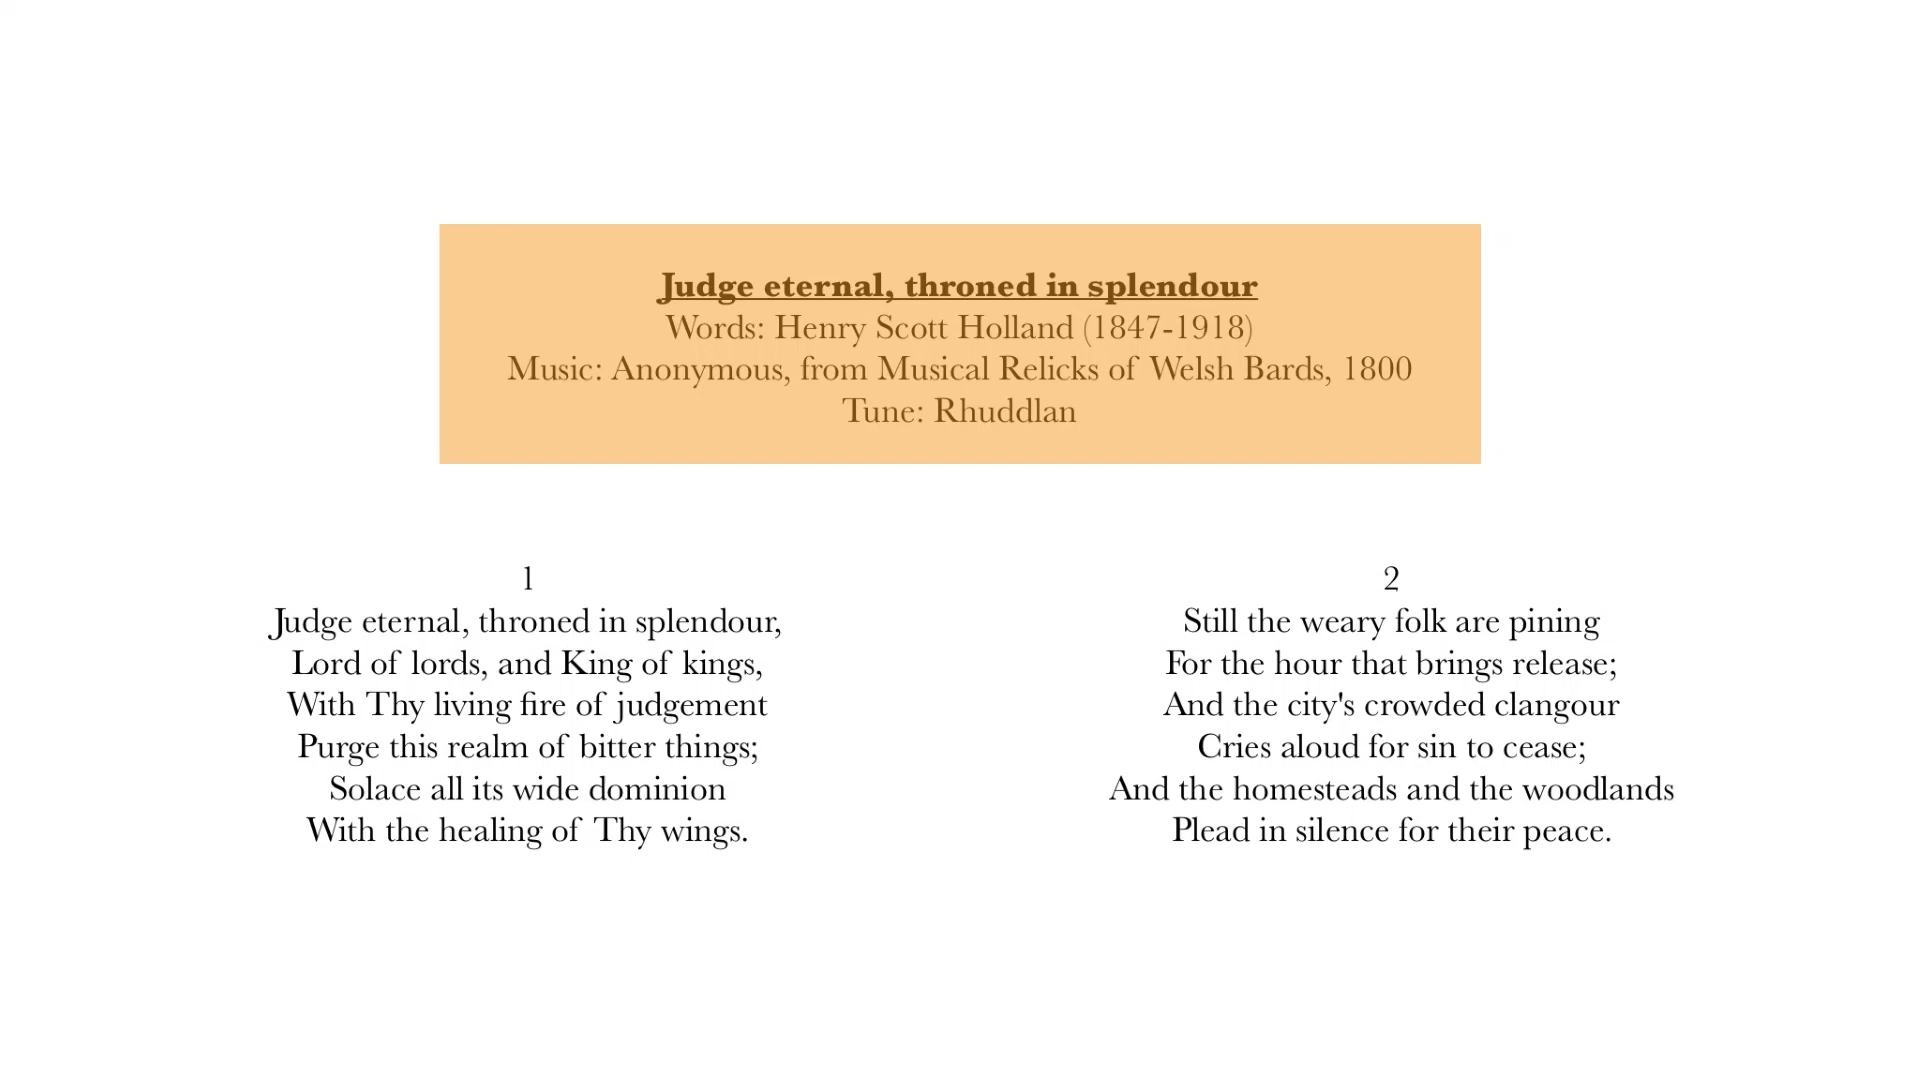 Judge eternal, throned in splendour
Words: Henry Scott Holland (1847-1918)
Music: Anonymous, from Musical Relicks of Welsh Bards, 1800
Tune: Rhuddlan
1
Judge eternal, throned in splendour,
Lord of lords, and King of kings,
With Thy living fire of judgement
Purge this realm of bitter things;
Solace all its wide dominion
With the healing of Thy wings.
2
Still the weary folk are pining
For the hour that brings release;
And the city's crowded clangour
Cries aloud for sin to cease;
And the homesteads and the woodlands
Plead in silence for their peace.